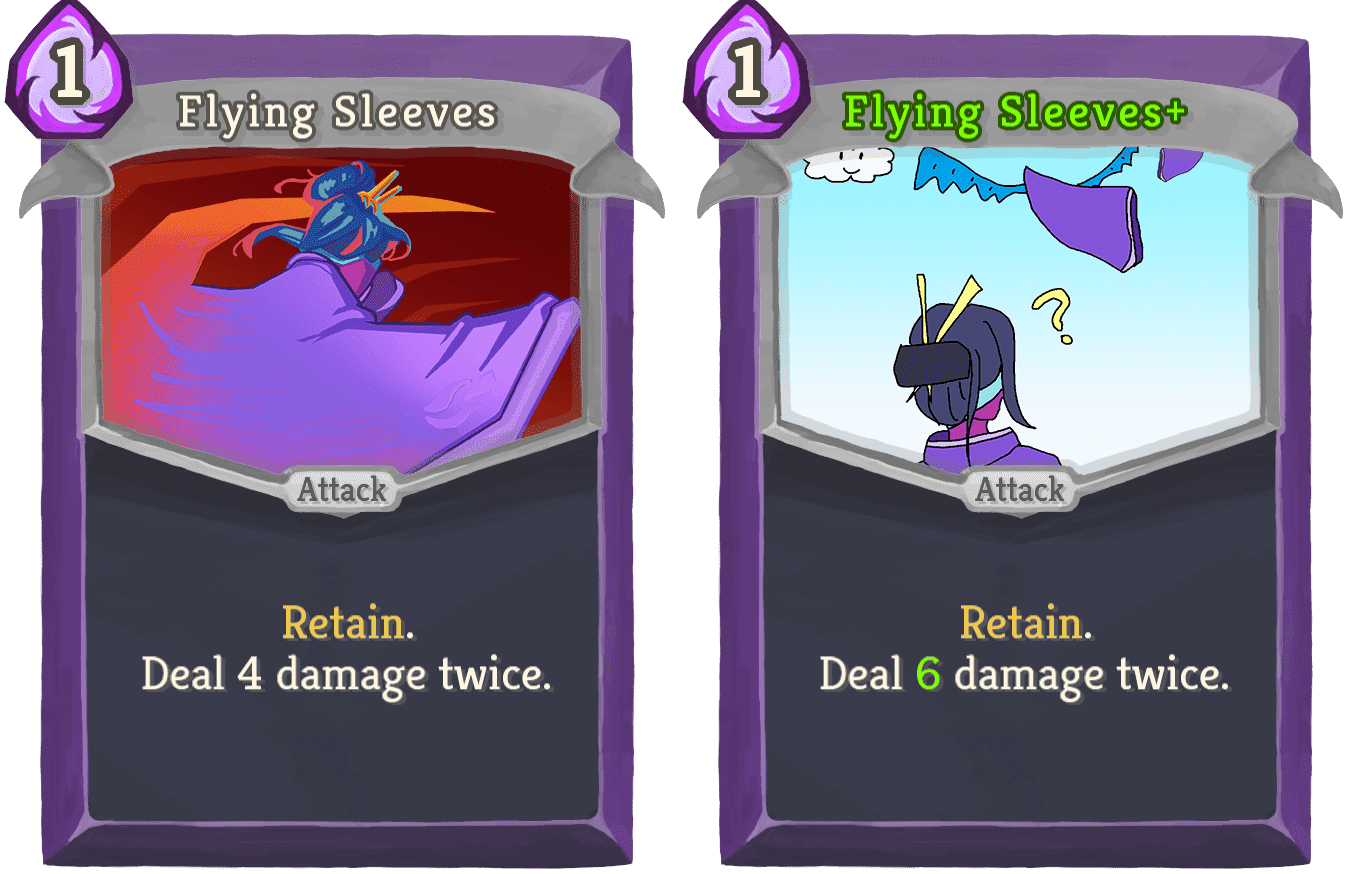 1
Flying Sleeves
Attack
Retain.
Deal 4 damage twice.
1
Flying Sleeves+
?
Attack
Retain.
Deal 6 damage twice.